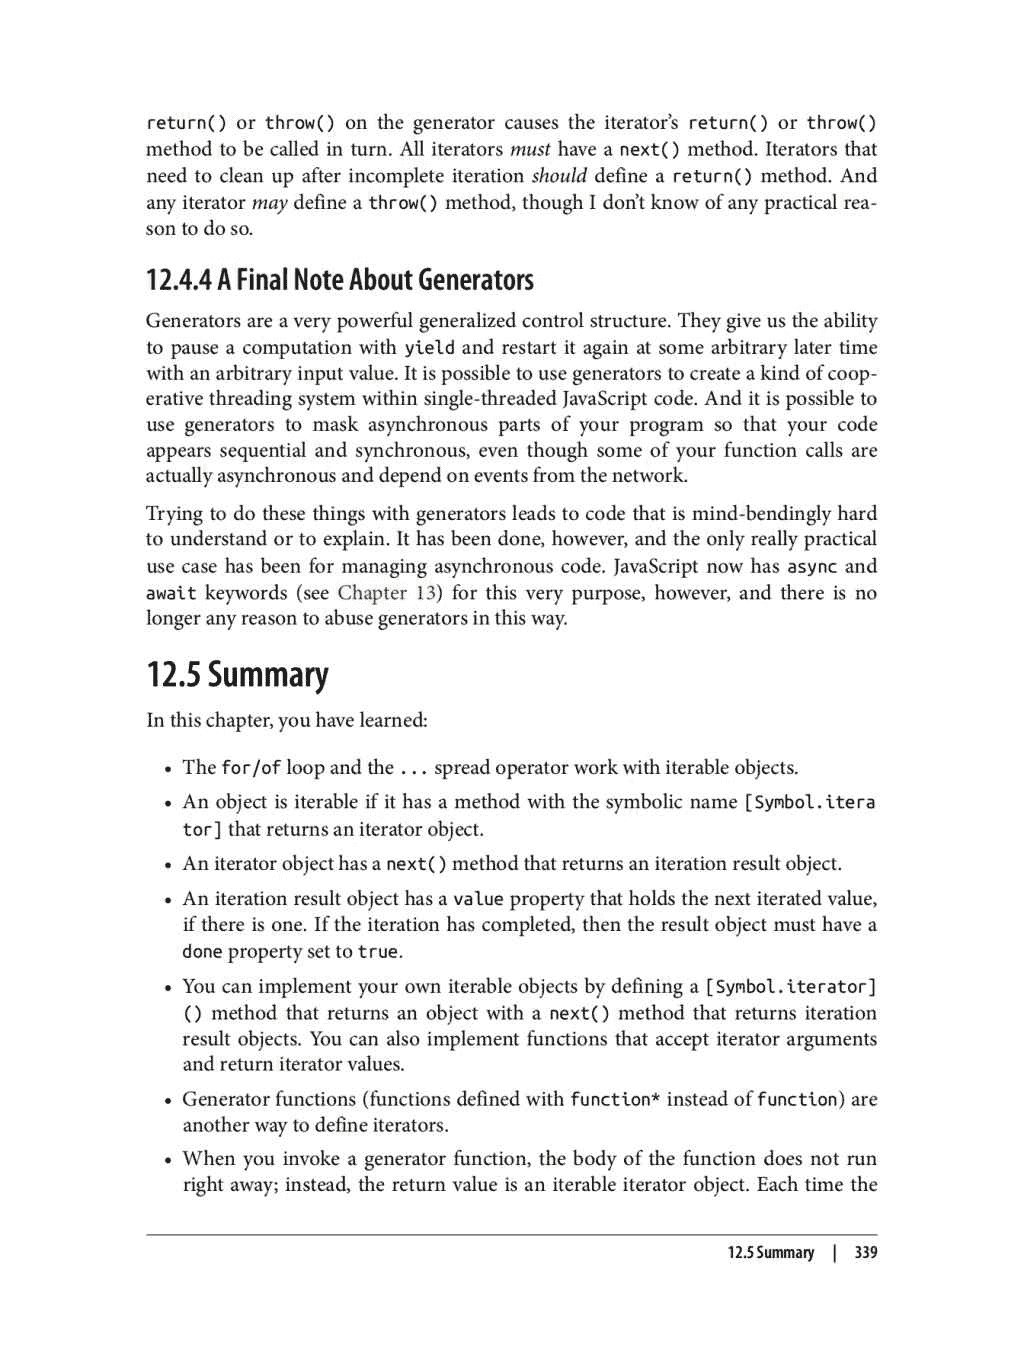 return() or throw() on the generator causes the iterator’s return() or throw()
method to be called in turn. All iterators must have a next() method. Iterators that
need to clean up after incomplete iteration should define a return() method. And
any iterator may define a throw() method, though I don’t know of any practical rea-
son to do so.
12.4.4 A Final Note About Generators
Generators are a very powerful generalized control structure. They give us the ability
to pause a computation with yield and restart it again at some arbitrary later time
with an arbitrary input value. It is possible to use generators to create a kind of coop-
erative threading system within single-threaded JavaScript code. And it is possible to
use generators to mask asynchronous parts of your program so that your code
appears sequential and synchronous, even though some of your function calls are
actually asynchronous and depend on events from the network.
Trying to do these things with generators leads to code that is mind-bendingly hard
to understand or to explain. It has been done, however, and the only really practical
use case has been for managing asynchronous code. JavaScript now has async and
await keywords (see Chapter 13) for this very purpose, however, and there is no
longer any reason to abuse generators in this way.
12.5 Summary
In this chapter, you have learned:
• The for/of loop and the ... spread operator work with iterable objects.
• An object is iterable if it has a method with the symbolic name [Symbol.itera
tor] that returns an iterator object.
• An iterator object has a next() method that returns an iteration result object.
• An iteration result object has a value property that holds the next iterated value,
if there is one. If the iteration has completed, then the result object must have a
done property set to true.
• You can implement your own iterable objects by defining a [Symbol.iterator]
() method that returns an object with a next() method that returns iteration
result objects. You can also implement functions that accept iterator arguments
and return iterator values.
• Generator functions (functions defined with function* instead of function) are
another way to define iterators.
• When you invoke a generator function, the body of the function does not run
right away; instead, the return value is an iterable iterator object. Each time the
12.5 Summary | 339